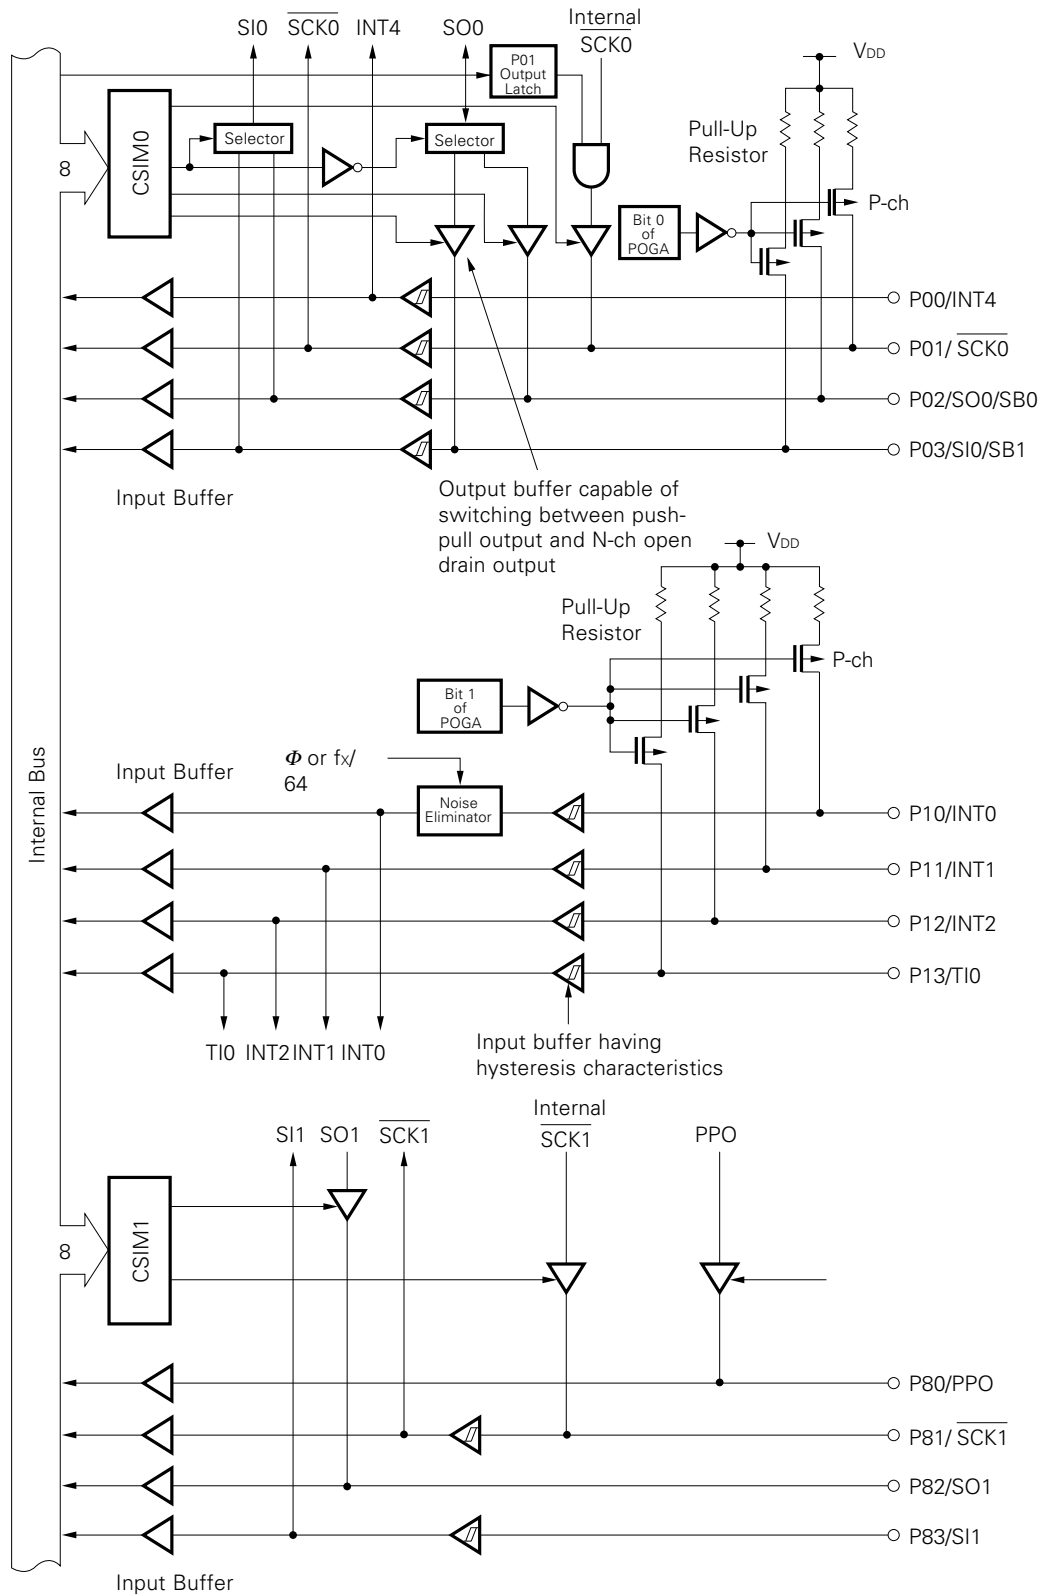 SI0 SCK0 INT4 SO0 Internal
SCK0
P01
Output
Latch
VDD
Pull-Up
Resistor
8
CSIM0
Selector
Selector
P-ch
Bit 0
of
POGA
P00/INT4
P01/ SCK0
P02/SO0/SB0
P03/SI0/SB1
Input Buffer
Output buffer capable of
switching between push-
pull output and N-ch open
drain output
VDD
Pull-Up
Resistor
P-ch
Bit 1
of
POGA
Internal Bus
Input Buffer
Φ or fX/
64
Noise
Eliminator
P10/INT0
P11/INT1
P12/INT2
P13/TI0
TI0 INT2 INT1 INT0
Input buffer having
hysteresis characteristics
SI1 SO1 SCK1 Internal
SCK1 PPO
8
CSIM1
P80/PPO
P81/ SCK1
P82/SO1
P83/SI1
Input Buffer